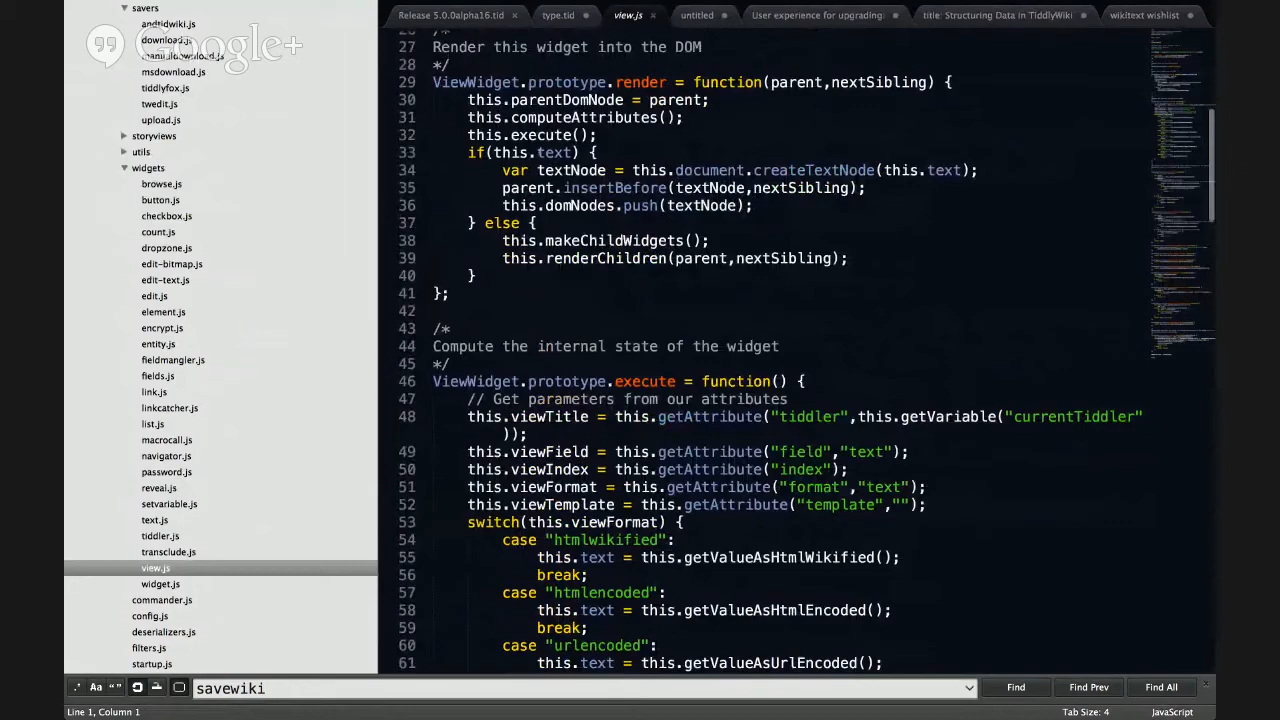 savers
andtidwiki.js
download.js
manualdownload.js
msdownload.js
tiddlyfox.js
twedit.js
upload.js
storyviews
utils
widgets
browse.js
button.js
checkbox.js
count.js
dropzone.js
edit-bitmap.js
edit-text.js
edit.js
element.js
encrypt.js
entity.js
fieldmangler.js
fields.js
link.js
linkcatcher.js
list.js
macrocall.js
navigator.js
password.js
reveal.js
setvariable.js
text.js
tiddler.js
transclude.js
view.js
widget.js
commander.js
config.js
deserializers.js
filters.js
startup.js
Google+
Release 5.0.0alpha16.tid × type.tid view.js × untitled User experience for upgrading: title: Structuring Data in TiddlyWiki wikitext wishlist
26 /*
27 Render this widget into the DOM
28 */
29 ViewWidget.prototype.render = function(parent,nextSibling) {
30 this.parentDomNode = parent;
31 this.computeAttributes();
32 this.execute();
33 if(this.text) {
34 var textNode = this.document.createTextNode(this.text);
35 parent.insertBefore(textNode,nextSibling);
36 this.domNodes.push(textNode);
37 } else {
38 this.makeChildWidgets();
39 this.renderChildren(parent,nextSibling);
40 }
41 };
42
43 /*
44 Compute the internal state of the widget
45 */
46 ViewWidget.prototype.execute = function() {
47 // Get parameters from our attributes
48 this.viewTitle = this.getAttribute("tiddler",this.getVariable("currentTiddler"
));
49 this.viewField = this.getAttribute("field","text");
50 this.viewIndex = this.getAttribute("index");
51 this.viewFormat = this.getAttribute("format","text");
52 this.viewTemplate = this.getAttribute("template","");
53 switch(this.viewFormat) {
54 case "htmlwikified":
55 this.text = this.getValueAsHtmlWikified();
56 break;
57 case "htmlencoded":
58 this.text = this.getValueAsHtmlEncoded();
59 break;
60 case "urlencoded":
61 this.text = this.getValueAsUrlEncoded();
.* Aa “ ” savewiki Find Find Prev Find All ×
Line 1, Column 1 Tab Size: 4 JavaScript